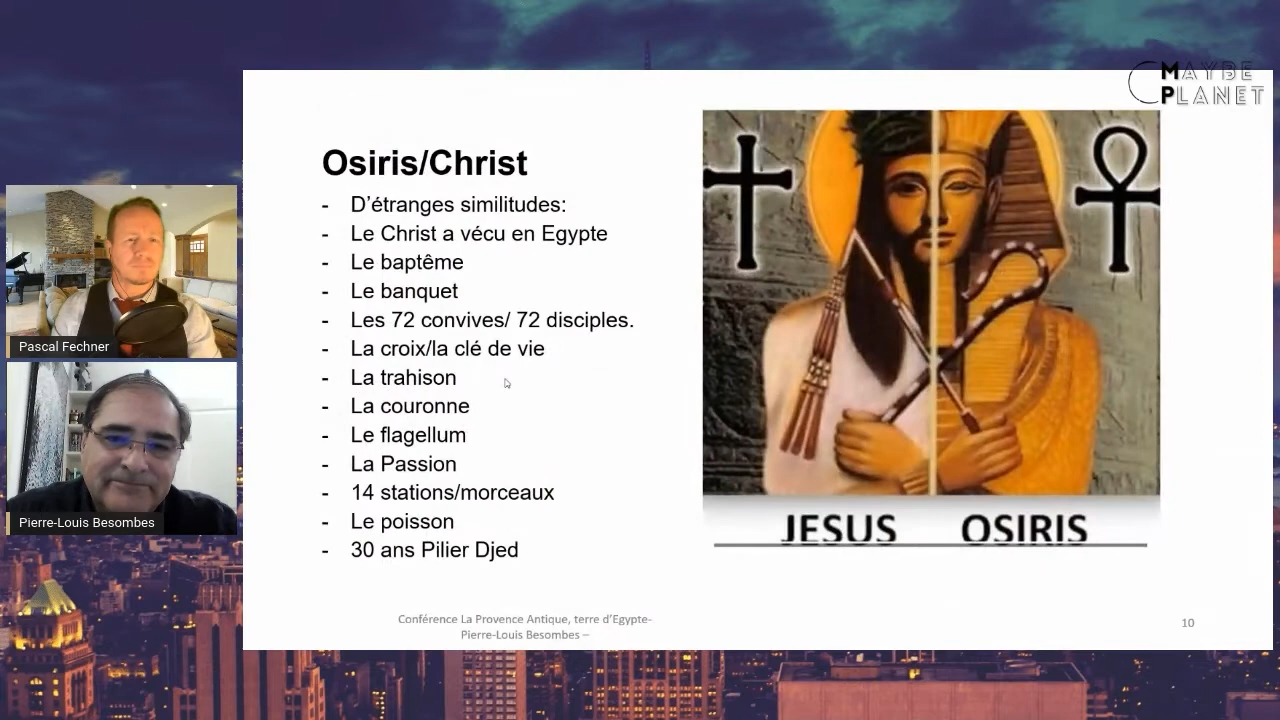 MAYBE
PLANET
Osiris/Christ
- D’étranges similitudes:
- Le Christ a vécu en Egypte
- Le baptême
- Le banquet
- Les 72 convives/ 72 disciples.
- La croix/la clé de vie
- La trahison
- La couronne
- Le flagellum
- La Passion
- 14 stations/morceaux
- Le poisson
- 30 ans Pilier Djed
JESUS OSIRIS
Pascal Fechner
Pierre-Louis Besombes
Conférence La Provence Antique, terre d’Egypte-
Pierre-Louis Besombes –
10